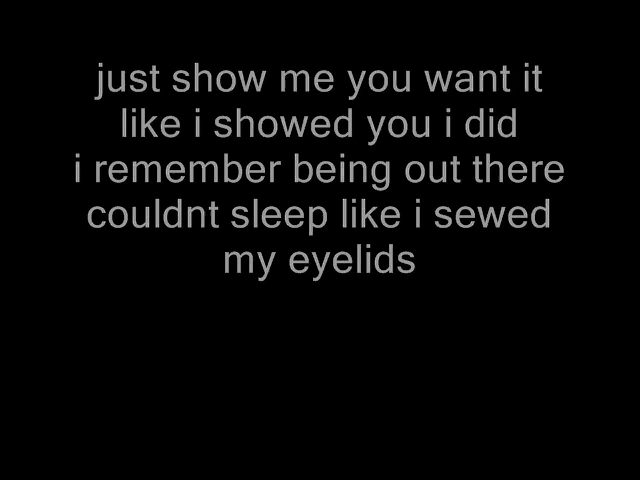 just show me you want it
like i showed you i did
i remember being out there
couldnt sleep like i sewed
my eyelids